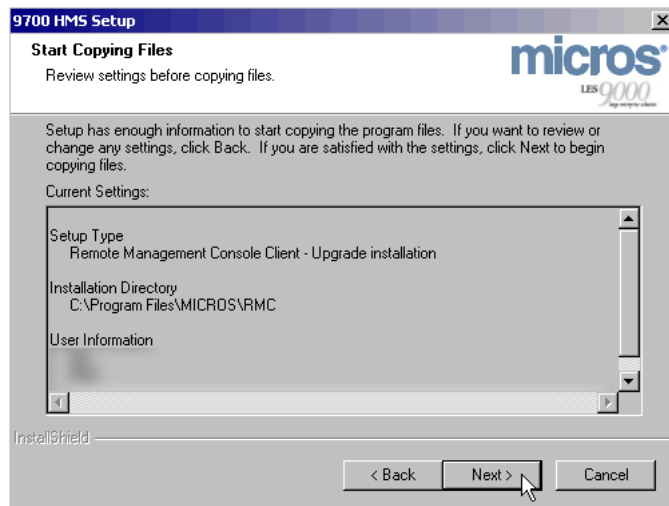 9700 HMS Setup
Start Copying Files
Review settings before copying files.
micros
LES 9000
Setup has enough information to start copying the program files. If you want to review or
change any settings, click Back. If you are satisfied with the settings, click Next to begin
copying files.
Current Settings:
Setup Type
Remote Management Console Client - Upgrade installation
Installation Directory
C:\Program Files\MICROS\RMC
User Information
InstallShield
< Back
Next >
Cancel